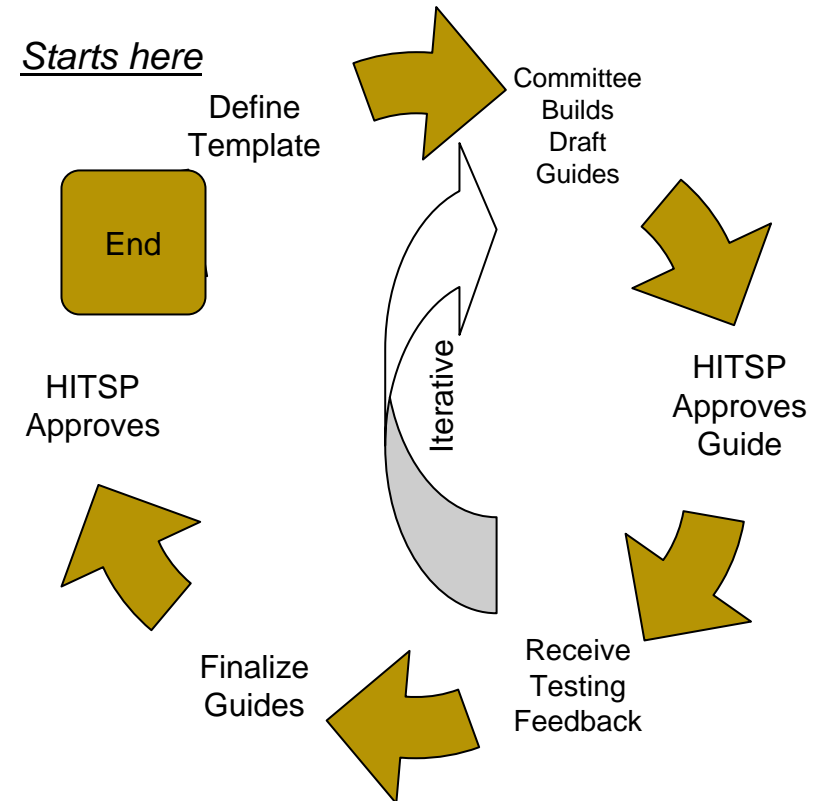 Starts here
Define
Template
Committee
Builds
Draft
Guides
HITSP
Approves
Guide
Receive
Testing
Feedback
Finalize
Guides
HITSP
Approves
End
Iterative